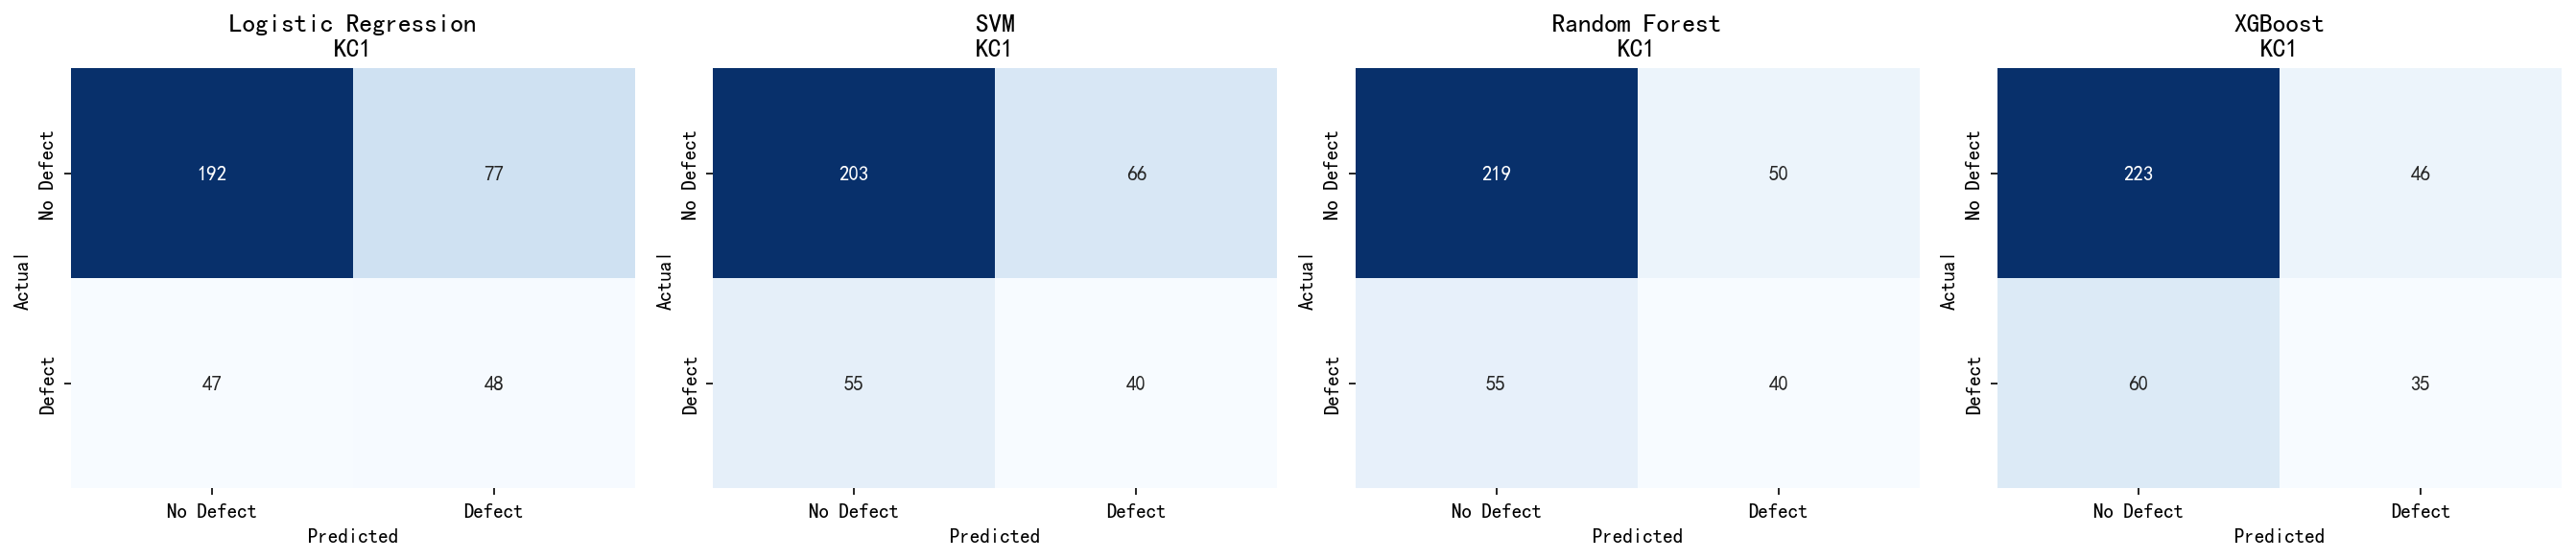 Logistic Regression
KC1
No Defect
Defect
Actual
192
77
47
48
No Defect
Defect
Predicted
SVM
KC1
No Defect
Defect
Actual
203
66
55
40
No Defect
Defect
Predicted
Random Forest
KC1
No Defect
Defect
Actual
219
50
55
40
No Defect
Defect
Predicted
XGBoost
KC1
No Defect
Defect
Actual
223
46
60
35
No Defect
Defect
Predicted